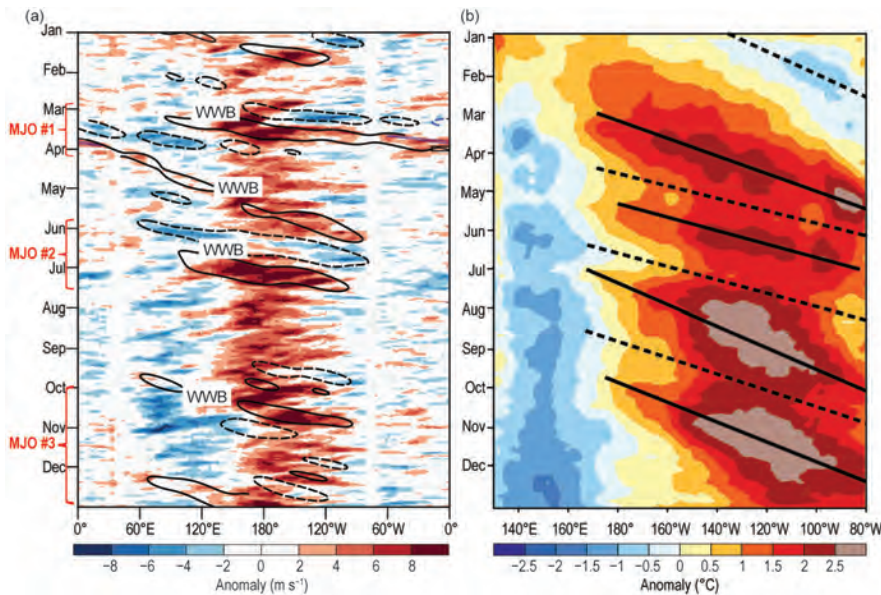 (a)
Jan
Feb
Mar
Apr
May
Jun
Jul
Aug
Sep
Oct
Nov
Dec
MJO #1
MJO #2
MJO #3
WWB
WWB
WWB
WWB
0° 60°E 120°E 180° 120°W 60°W 0°
−8 −6 −4 −2 0 2 4 6 8
Anomaly (m s⁻¹)
(b)
Jan
Feb
Mar
Apr
May
Jun
Jul
Aug
Sep
Oct
Nov
Dec
140°E 160°E 180° 160°W 140°W 120°W 100°W 80°W
−2.5 −2 −1.5 −1 −0.5 0 0.5 1 1.5 2 2.5
Anomaly (°C)